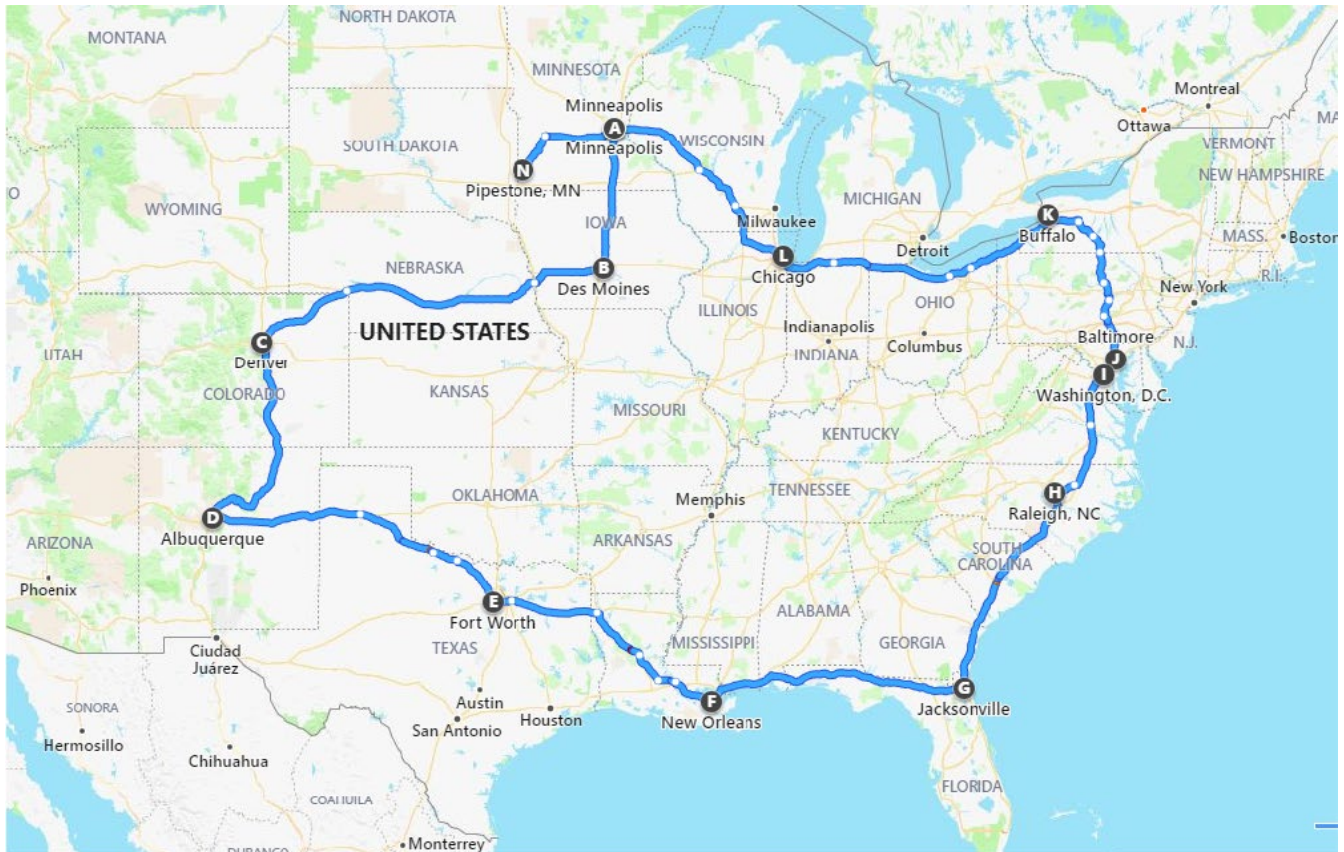 NORTH DAKOTA
MONTANA
MINNESOTA
Montreal
Ottawa
Minneapolis
A
Minneapolis
WISCONSIN
VERMONT
SOUTH DAKOTA
N
Pipestone, MN
NEW HAMPSHIRE
WYOMING
MICHIGAN
Milwaukee
IOWA
K
Buffalo
MASS.
Boston
Detroit
L
Chicago
B
Des Moines
NEBRASKA
R.I.
New York
OHIO
ILLINOIS
UNITED STATES
Indianapolis
INDIANA
Columbus
Baltimore
N.J.
C
Denver
UTAH
J
I
Washington, D.C.
COLORADO
KANSAS
MISSOURI
KENTUCKY
OKLAHOMA
Memphis
TENNESSEE
H
Raleigh, NC
D
Albuquerque
ARIZONA
ARKANSAS
SOUTH
CAROLINA
Phoenix
E
Fort Worth
ALABAMA
TEXAS
MISSISSIPPI
GEORGIA
Ciudad
Juárez
G
Jacksonville
F
New Orleans
Austin
Houston
San Antonio
SONORA
Hermosillo
Chihuahua
FLORIDA
COAHUILA
Monterrey